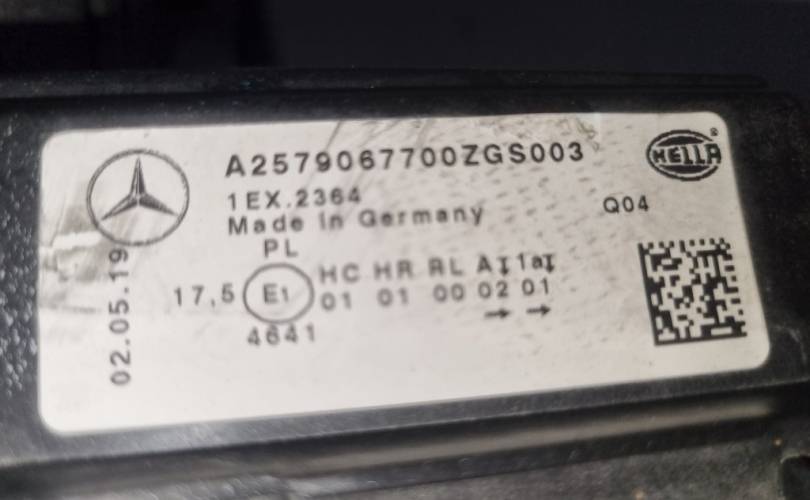 A2579067700ZGS003
HELLA
®
1EX.2364
Q04
Made in Germany
PL
HC HR RL A⌶1a⌶
17,5 E1 01 01 00 02 01
4641 → →
02.05.19